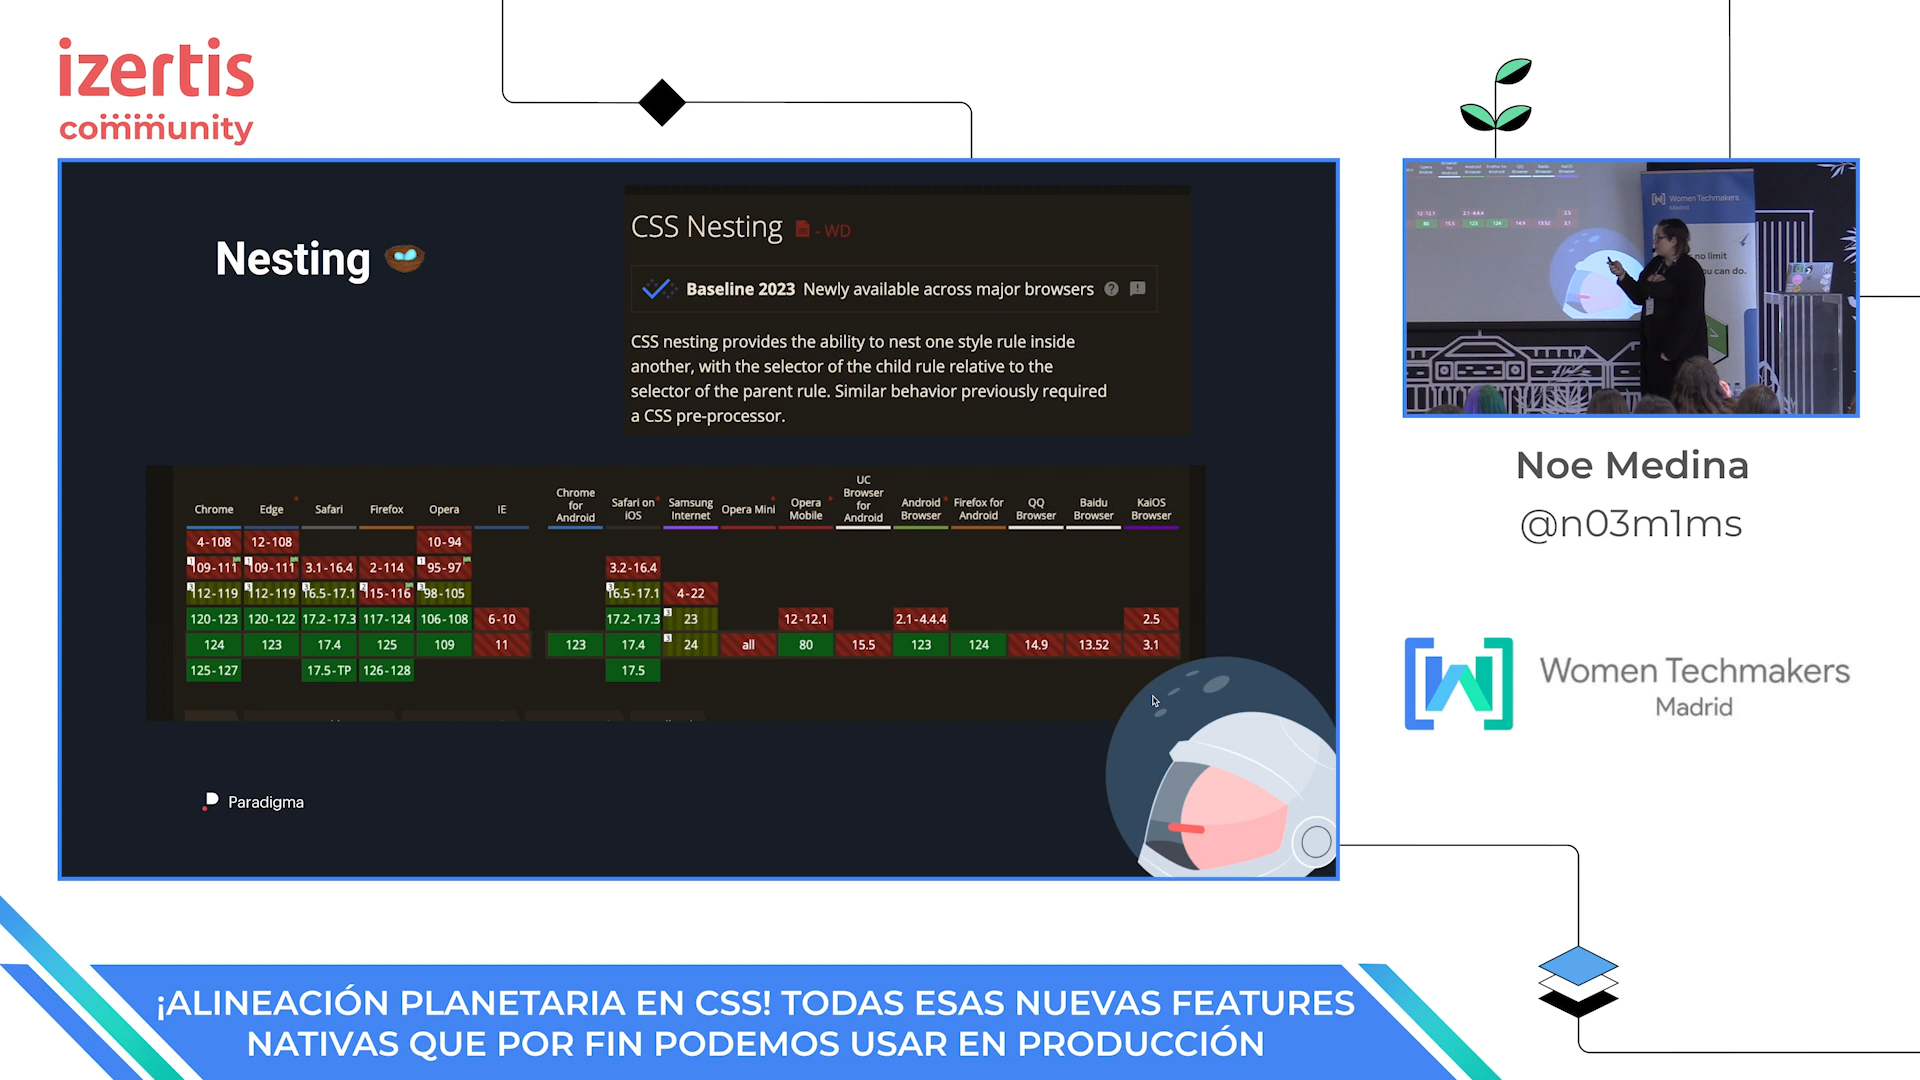 izertis
community
Nesting
CSS Nesting - WD
Baseline 2023 Newly available across major browsers
CSS nesting provides the ability to nest one style rule inside
another, with the selector of the child rule relative to the
selector of the parent rule. Similar behavior previously required
a CSS pre-processor.
Chrome Edge Safari Firefox Opera IE Chrome for Android Safari on iOS Samsung Internet Opera Mini Opera Mobile UC Browser for Android Android Browser Firefox for Android QQ Browser Baidu Browser KaiOS Browser
4-108 12-108 10-94
109-111 109-111 3.1-16.4 2-114 95-97 3.2-16.4
112-119 112-119 16.5-17.1 115-116 98-105 16.5-17.1 4-22
120-123 120-122 17.2-17.3 117-124 106-108 6-10 17.2-17.3 23 12-12.1 2.1-4.4.4 2.5
124 123 17.4 125 109 11 123 17.4 24 all 80 15.5 123 124 14.9 13.52 3.1
125-127 17.5-TP 126-128 17.5
Paradigma
Women Techmakers
Madrid
no limit
ou can do.
Noe Medina
@n03m1ms
Women Techmakers
Madrid
¡ALINEACIÓN PLANETARIA EN CSS! TODAS ESAS NUEVAS FEATURES
NATIVAS QUE POR FIN PODEMOS USAR EN PRODUCCIÓN